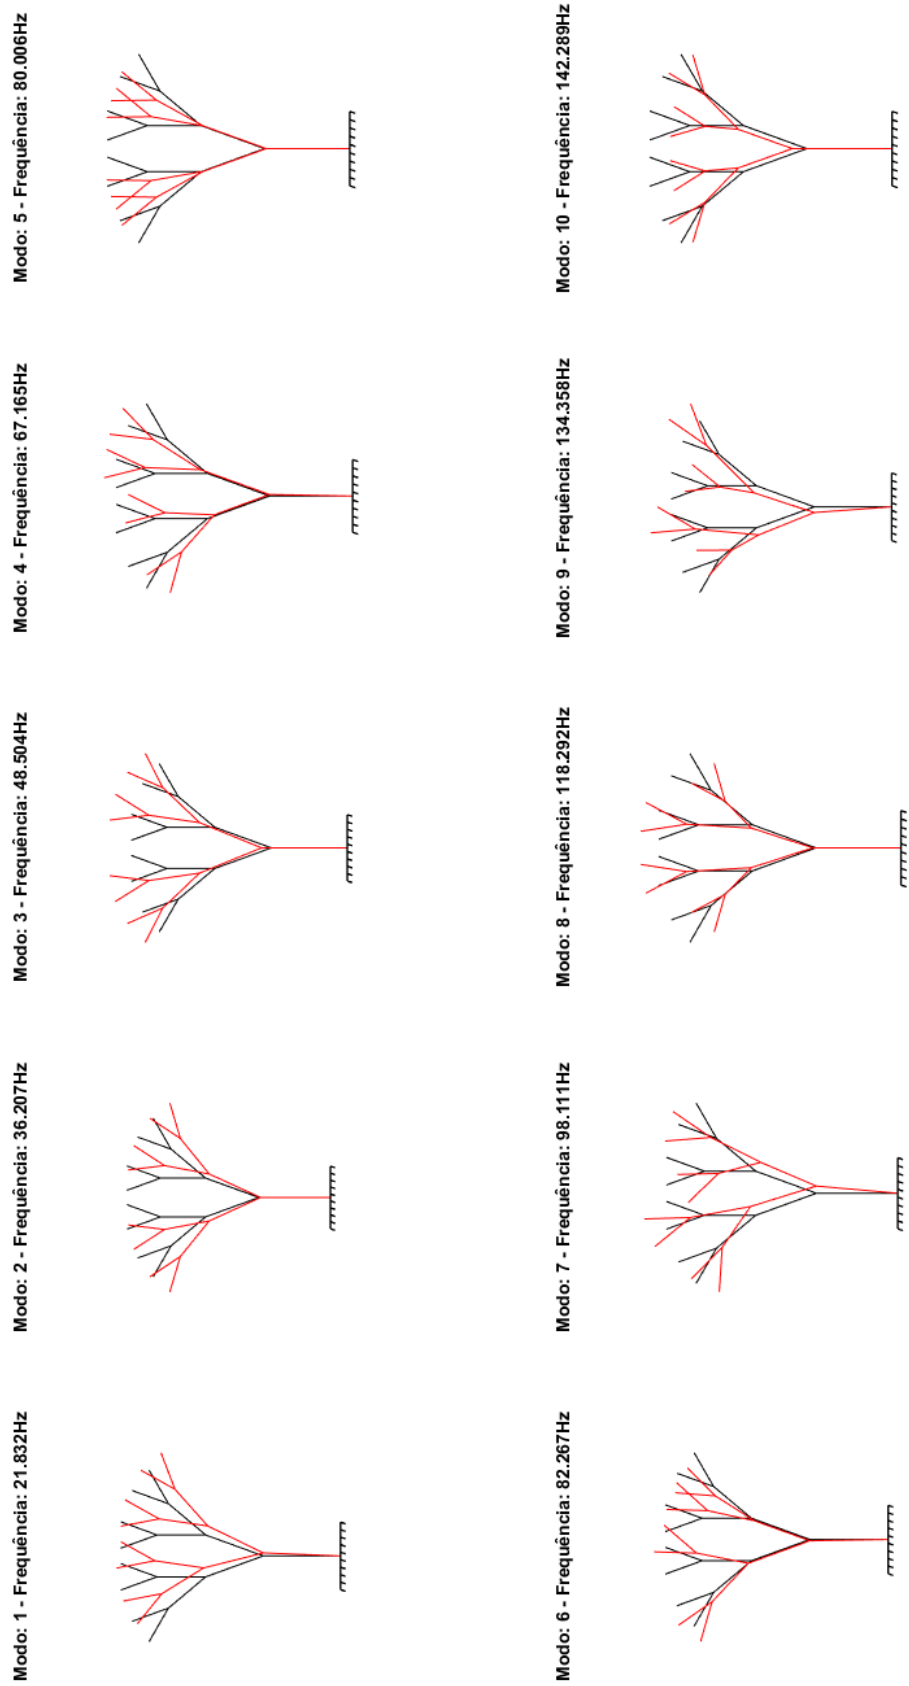 Modo: 1 - Frequência: 21.832Hz
Modo: 2 - Frequência: 36.207Hz
Modo: 3 - Frequência: 48.504Hz
Modo: 4 - Frequência: 67.165Hz
Modo: 5 - Frequência: 80.006Hz
Modo: 6 - Frequência: 82.267Hz
Modo: 7 - Frequência: 98.111Hz
Modo: 8 - Frequência: 118.292Hz
Modo: 9 - Frequência: 134.358Hz
Modo: 10 - Frequência: 142.289Hz